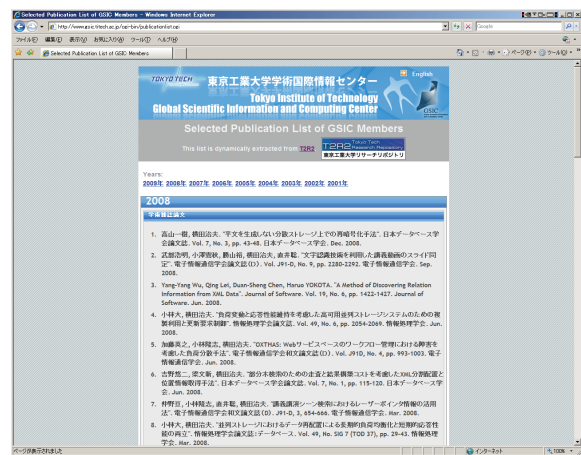 Selected Publication List of GSIC Members - Windows Internet Explorer
Google
ファイル(F) 編集(E) 表示(V) お気に入り(A) ツール(T) ヘルプ(H)
Selected Publication List of GSIC Members
ページ(P) ツール(O)
English
TOKYO TECH 東京工業大学学術国際情報センター
Tokyo Institute of Technology
Global Scientific Information and Computing Center
GSIC
Selected Publication List of GSIC Members
This list is dynamically extracted from T2R2
T2R2 Tokyo Tech Research Repository
東京工業大学リサーチリポジトリ
Years:
2009年 2008年 2007年 2006年 2005年 2004年 2003年 2002年 2001年
2008
学術雑誌論文
1. 高山一樹, 横田治夫. "平文を生成しない分散ストレージ上での再暗号化手法". 日本データベース学
会論文誌. Vol. 7, No. 3, pp. 43-48. 日本データベース学会. Dec. 2008.
2. 武部浩明, 小澤憲秋, 勝山裕, 横田治夫, 直井聡. "文字認識技術を利用した講義動画のスライド同
定". 電子情報通信学会論文誌(D). Vol. J91-D, No. 9, pp. 2280-2292. 電子情報通信学会. Sep.
2008.
3. Yang-Yang Wu, Qing Lei, Duan-Sheng Chen, Haruo YOKOTA. "A Method of Discovering Relation
Information from XML Data". Journal of Software. Vol. 19, No. 6, pp. 1422-1427. Journal of
Software. Jun. 2008.
4. 小林大, 横田治夫. "負荷変動と応答性能維持を考慮した高可用並列ストレージシステムのための複
製利用と更新要求制御". 情報処理学会論文誌. Vol. 49, No. 6, pp. 2054-2069. 情報処理学会. Jun.
2008.
5. 加藤英之, 小林隆志, 横田治夫. "OXTHAS: Webサービスベースのワークフロー管理における障害を
考慮した負荷分散手法". 電子情報通信学会和文論文誌(D). Vol. J91D, No. 4, pp. 993-1003. 電子
情報通信学会. Jun. 2008.
6. 吉野悠二, 梁文新, 横田治夫. "部分木検索のための走査と結果構築コストを考慮したXML分割配置と
位置情報取得手法". 日本データベース学会論文誌. Vol. 7, No. 1, pp. 115-120. 日本データベース学
会. Jun. 2008.
7. 仲野亘, 小林隆志, 直井聡, 横田治夫. "講義講演シーン検索におけるレーザーポインタ情報の活用
法". 電子情報通信学会和文論文誌(D). J91-D, 3, 654-666. 電子情報通信学会. Mar. 2008.
8. 小林大, 横田治夫. "並列ストレージにおけるデータ再配置による長期的負荷均衡化と短期的応答性
能の両立". 情報処理学会論文誌:データベース. Vol. 49, No. SIG 7 (TOD 37), pp. 29-43. 情報処理
学会. Mar. 2008.
ページが表示されました
インターネット
100%